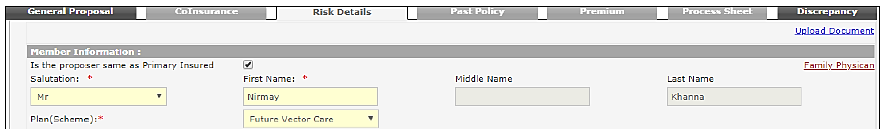 General Proposal CoInsurance Risk Details Past Policy Premium Process Sheet Discrepancy
Upload Document
Member Information :
Is the proposer same as Primary Insured Family Physican
Salutation: * First Name: * Middle Name Last Name
Mr Nirmay Khanna
Plan(Scheme):* Future Vector Care